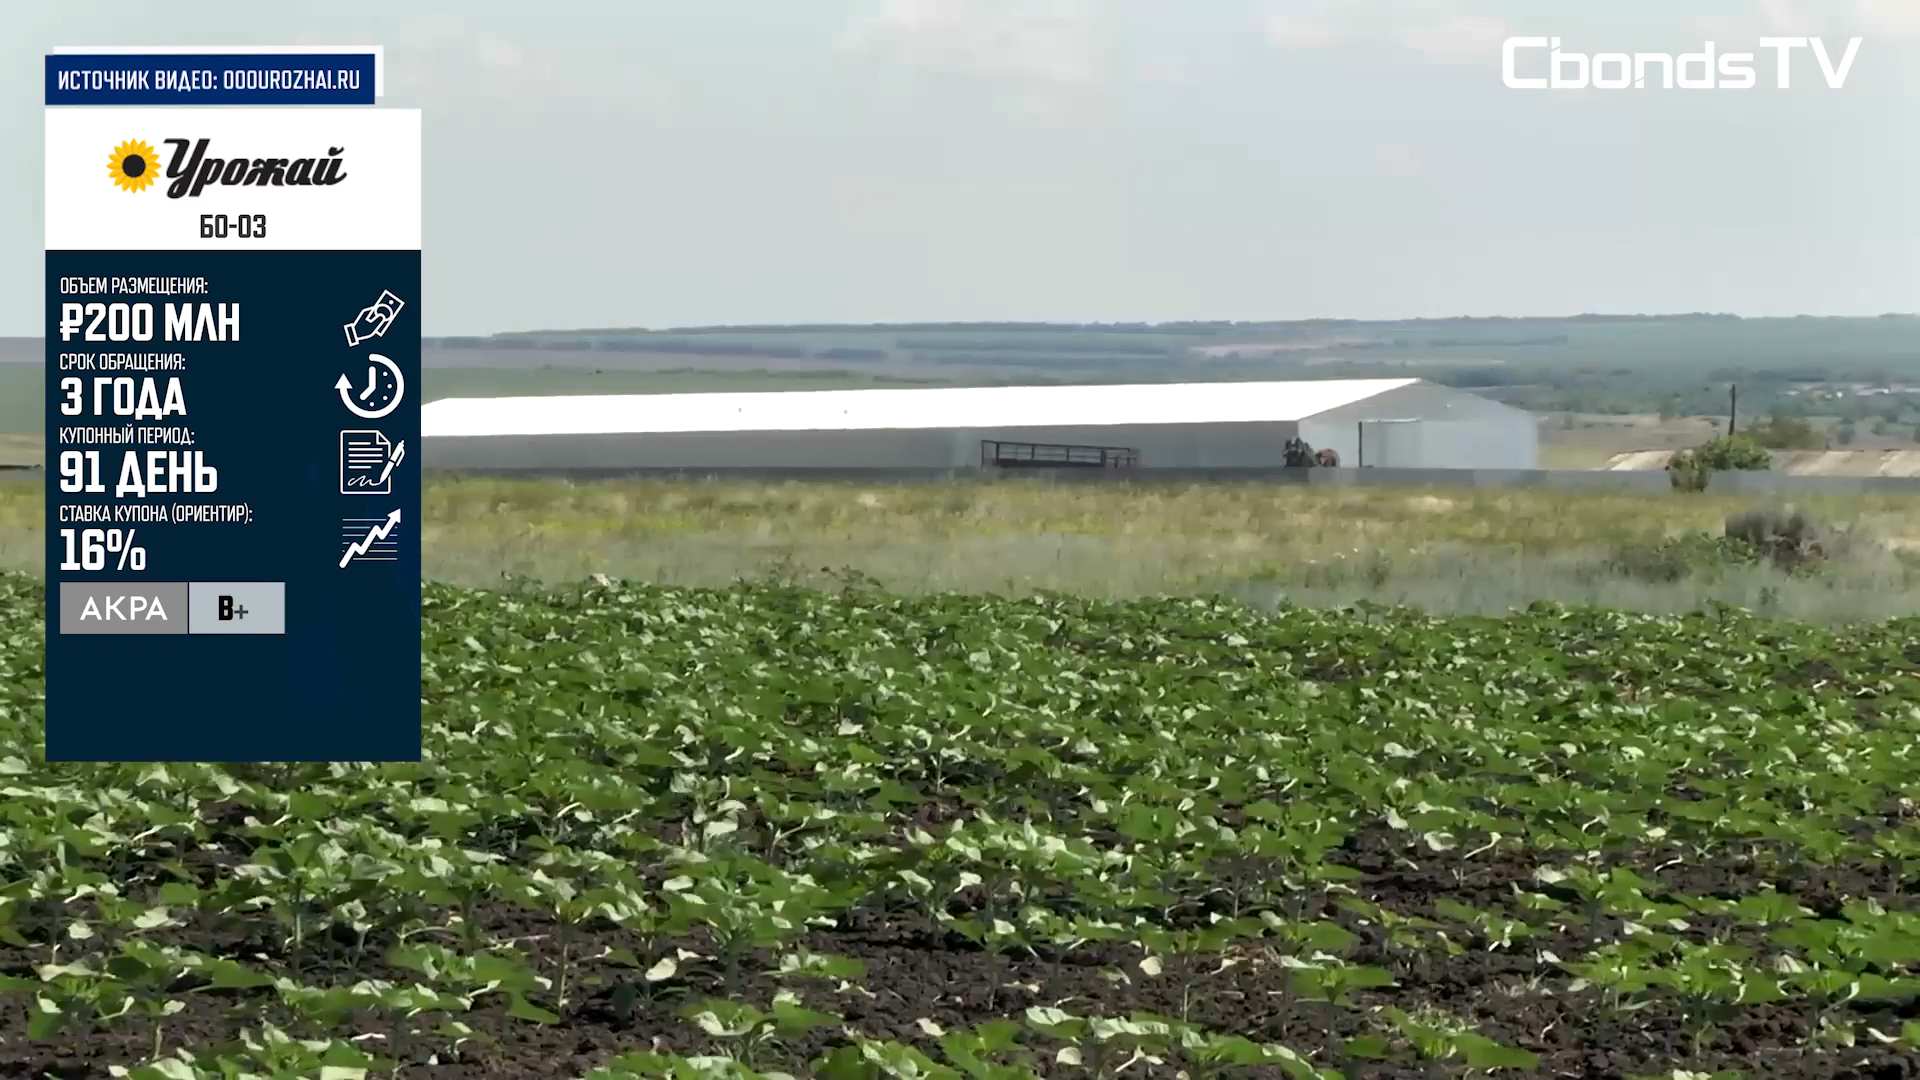 ИСТОЧНИК ВИДЕО: OOOUROZHAI.RU
CbondsTV
Урожай
БО-03
ОБЪЕМ РАЗМЕЩЕНИЯ:
₽200 МЛН
СРОК ОБРАЩЕНИЯ:
3 ГОДА
КУПОННЫЙ ПЕРИОД:
91 ДЕНЬ
СТАВКА КУПОНА (ОРИЕНТИР):
16%
АКРА B+